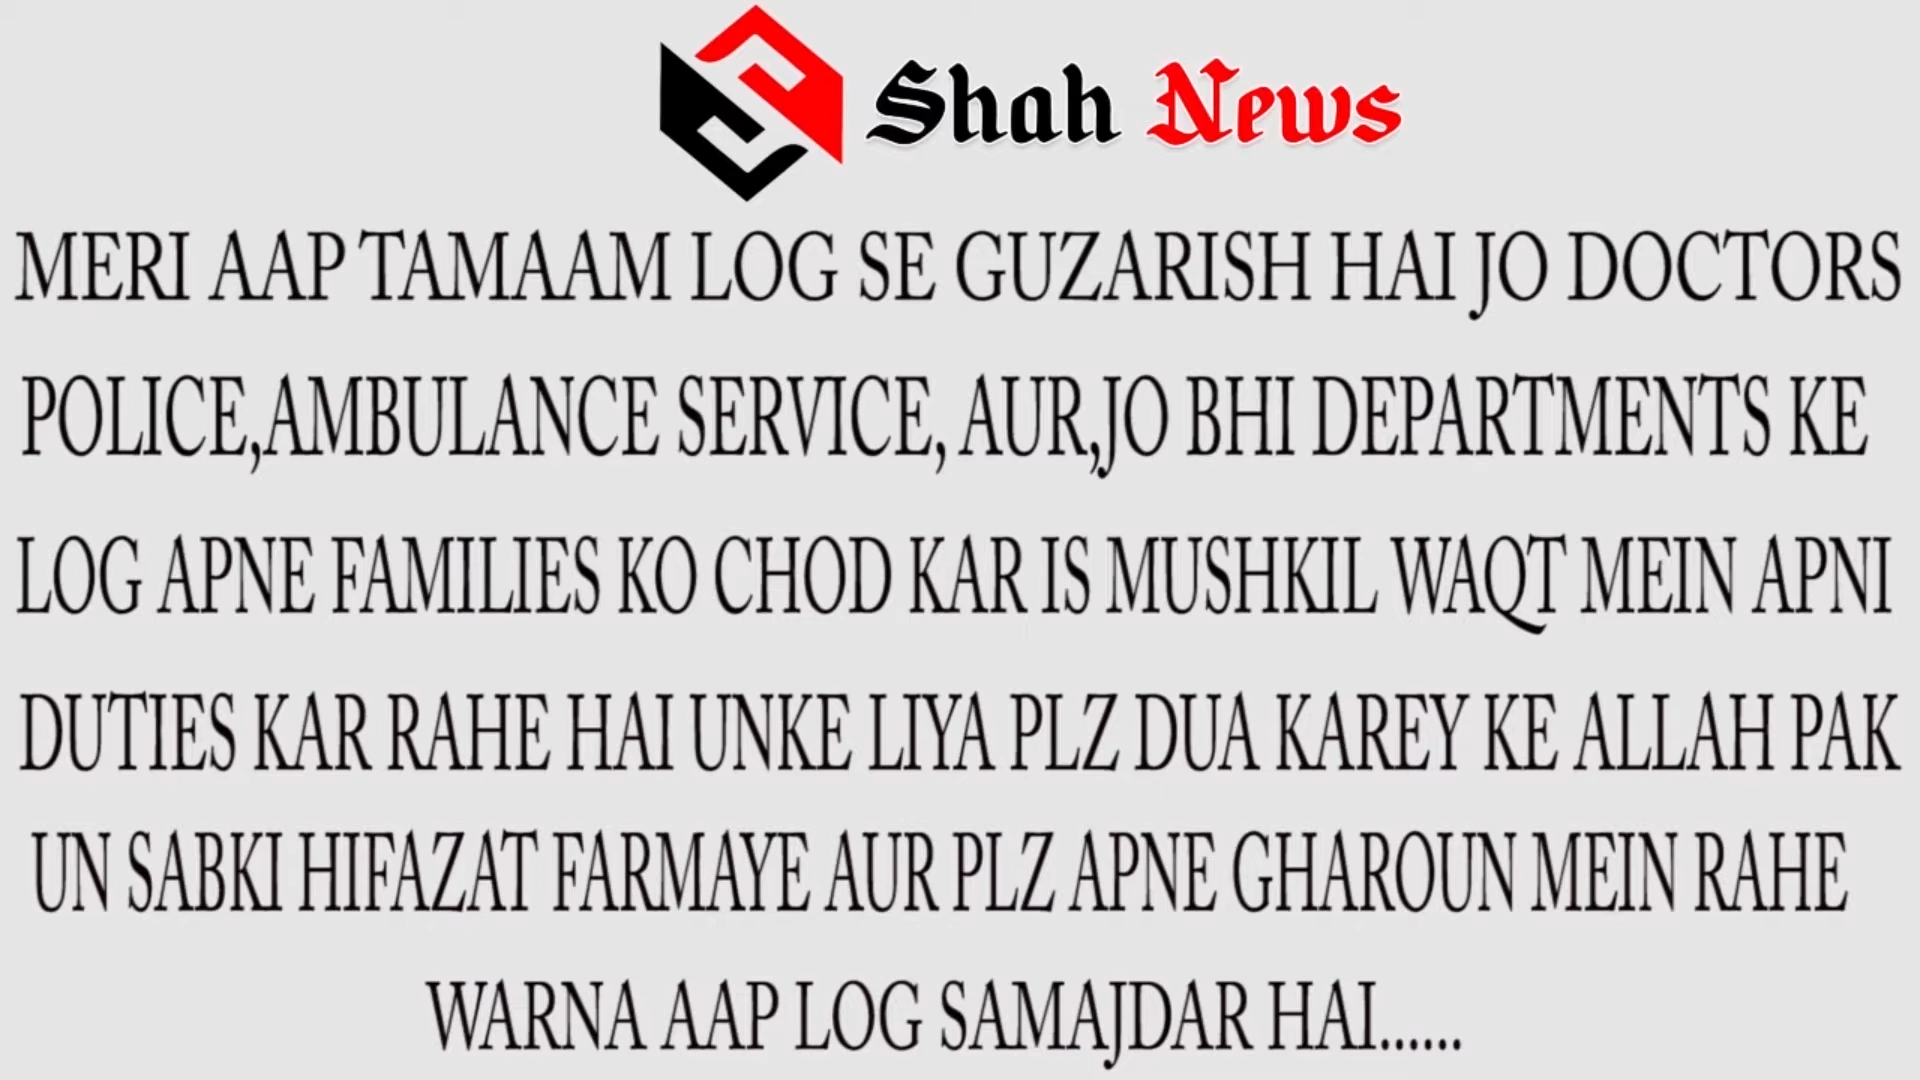 Shah News
MERI AAP TAMAAM LOG SE GUZARISH HAI JO DOCTORS
POLICE,AMBULANCE SERVICE, AUR,JO BHI DEPARTMENTS KE
LOG APNE FAMILIES KO CHOD KAR IS MUSHKIL WAQT MEIN APNI
DUTIES KAR RAHE HAI UNKE LIYA PLZ DUA KAREY KE ALLAH PAK
UN SABKI HIFAZAT FARMAYE AUR PLZ APNE GHAROUN MEIN RAHE
WARNA AAP LOG SAMAJDAR HAI......